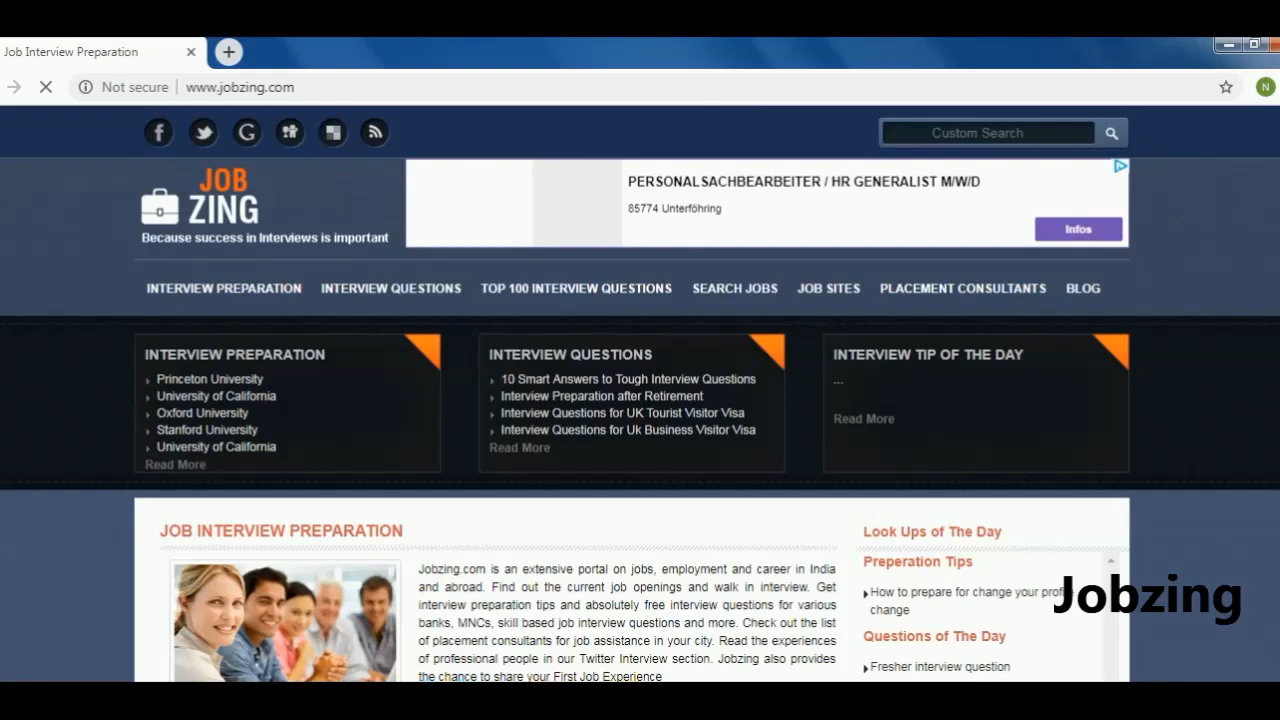 Job Interview Preparation
Not secure www.jobzing.com
N
Custom Search
JOB
ZING
Because success in Interviews is important
PERSONALSACHBEARBEITER / HR GENERALIST M/W/D
85774 Unterföhring
Infos
INTERVIEW PREPARATION INTERVIEW QUESTIONS TOP 100 INTERVIEW QUESTIONS SEARCH JOBS JOB SITES PLACEMENT CONSULTANTS BLOG
INTERVIEW PREPARATION
Princeton University
University of California
Oxford University
Stanford University
University of California
Read More
INTERVIEW QUESTIONS
10 Smart Answers to Tough Interview Questions
Interview Preparation after Retirement
Interview Questions for UK Tourist Visitor Visa
Interview Questions for Uk Business Visitor Visa
Read More
INTERVIEW TIP OF THE DAY
...
Read More
JOB INTERVIEW PREPARATION
Jobzing.com is an extensive portal on jobs, employment and career in India
and abroad. Find out the current job openings and walk in interview. Get
interview preparation tips and absolutely free interview questions for various
banks, MNCs, skill based job interview questions and more. Check out the list
of placement consultants for job assistance in your city. Read the experiences
of professional people in our Twitter Interview section. Jobzing also provides
the chance to share your First Job Experience
Look Ups of The Day
Preperation Tips
How to prepare for change your
change
Questions of The Day
Fresher interview question
Jobzing